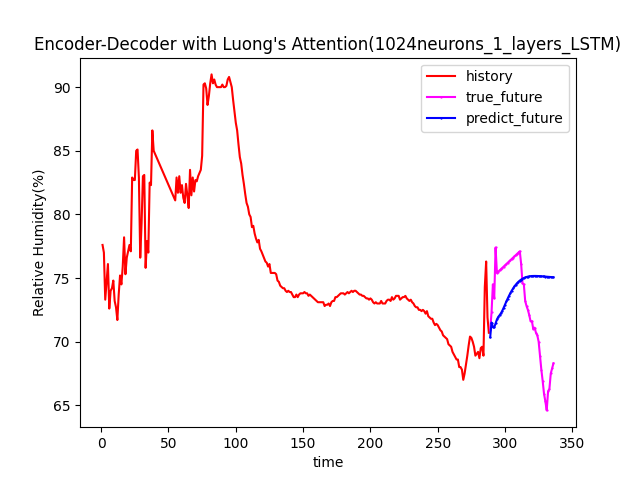 Encoder-Decoder with Luong's Attention(1024neurons_1_layers_LSTM)
history
true_future
predict_future
Relative Humidity(%)
90
85
80
75
70
65
0
50
100
150
200
250
300
350
time